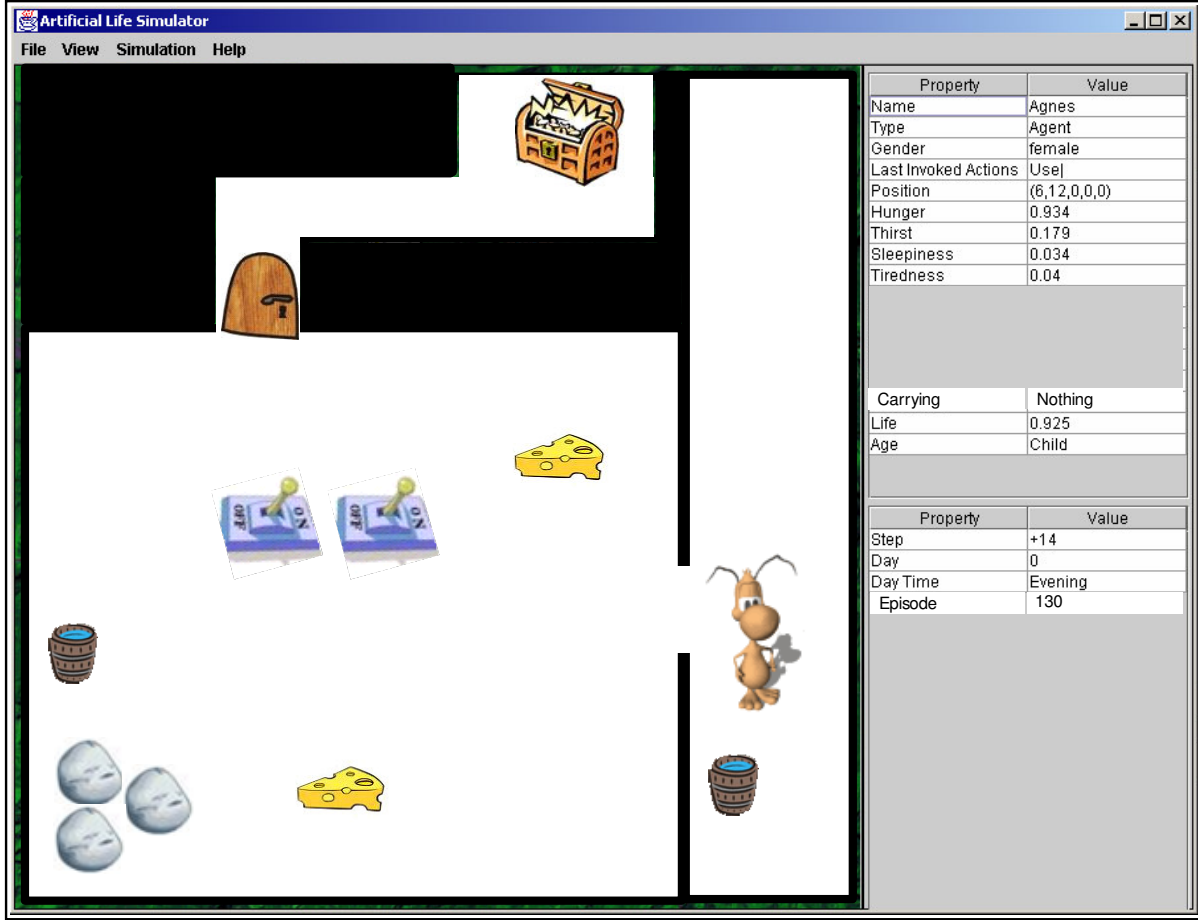 Artificial Life Simulator
File View Simulation Help
Property Value
Name Agnes
Type Agent
Gender female
Last Invoked Actions Use|
Position (6,12,0,0,0)
Hunger 0.934
Thirst 0.179
Sleepiness 0.034
Tiredness 0.04
Carrying Nothing
Life 0.925
Age Child
Property Value
Step +14
Day 0
Day Time Evening
Episode 130
OFF ON
OFF ON